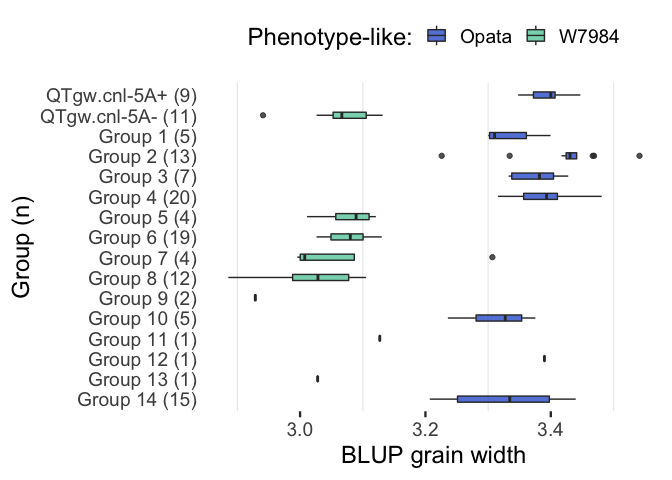 Phenotype-like: Opata W7984
Group (n)
QTgw.cnl-5A+ (9)
QTgw.cnl-5A- (11)
Group 1 (5)
Group 2 (13)
Group 3 (7)
Group 4 (20)
Group 5 (4)
Group 6 (19)
Group 7 (4)
Group 8 (12)
Group 9 (2)
Group 10 (5)
Group 11 (1)
Group 12 (1)
Group 13 (1)
Group 14 (15)
3.0 3.2 3.4
BLUP grain width